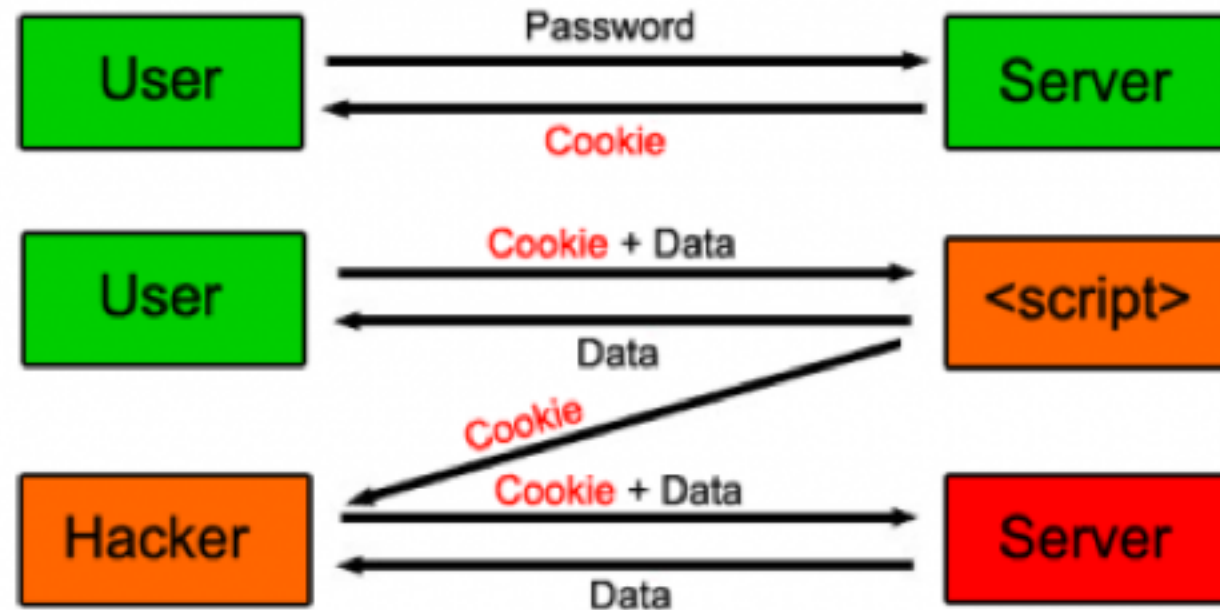 Password
User
Server
Cookie
Cookie + Data
User
<script>
Data
Cookie
Cookie + Data
Hacker
Server
Data